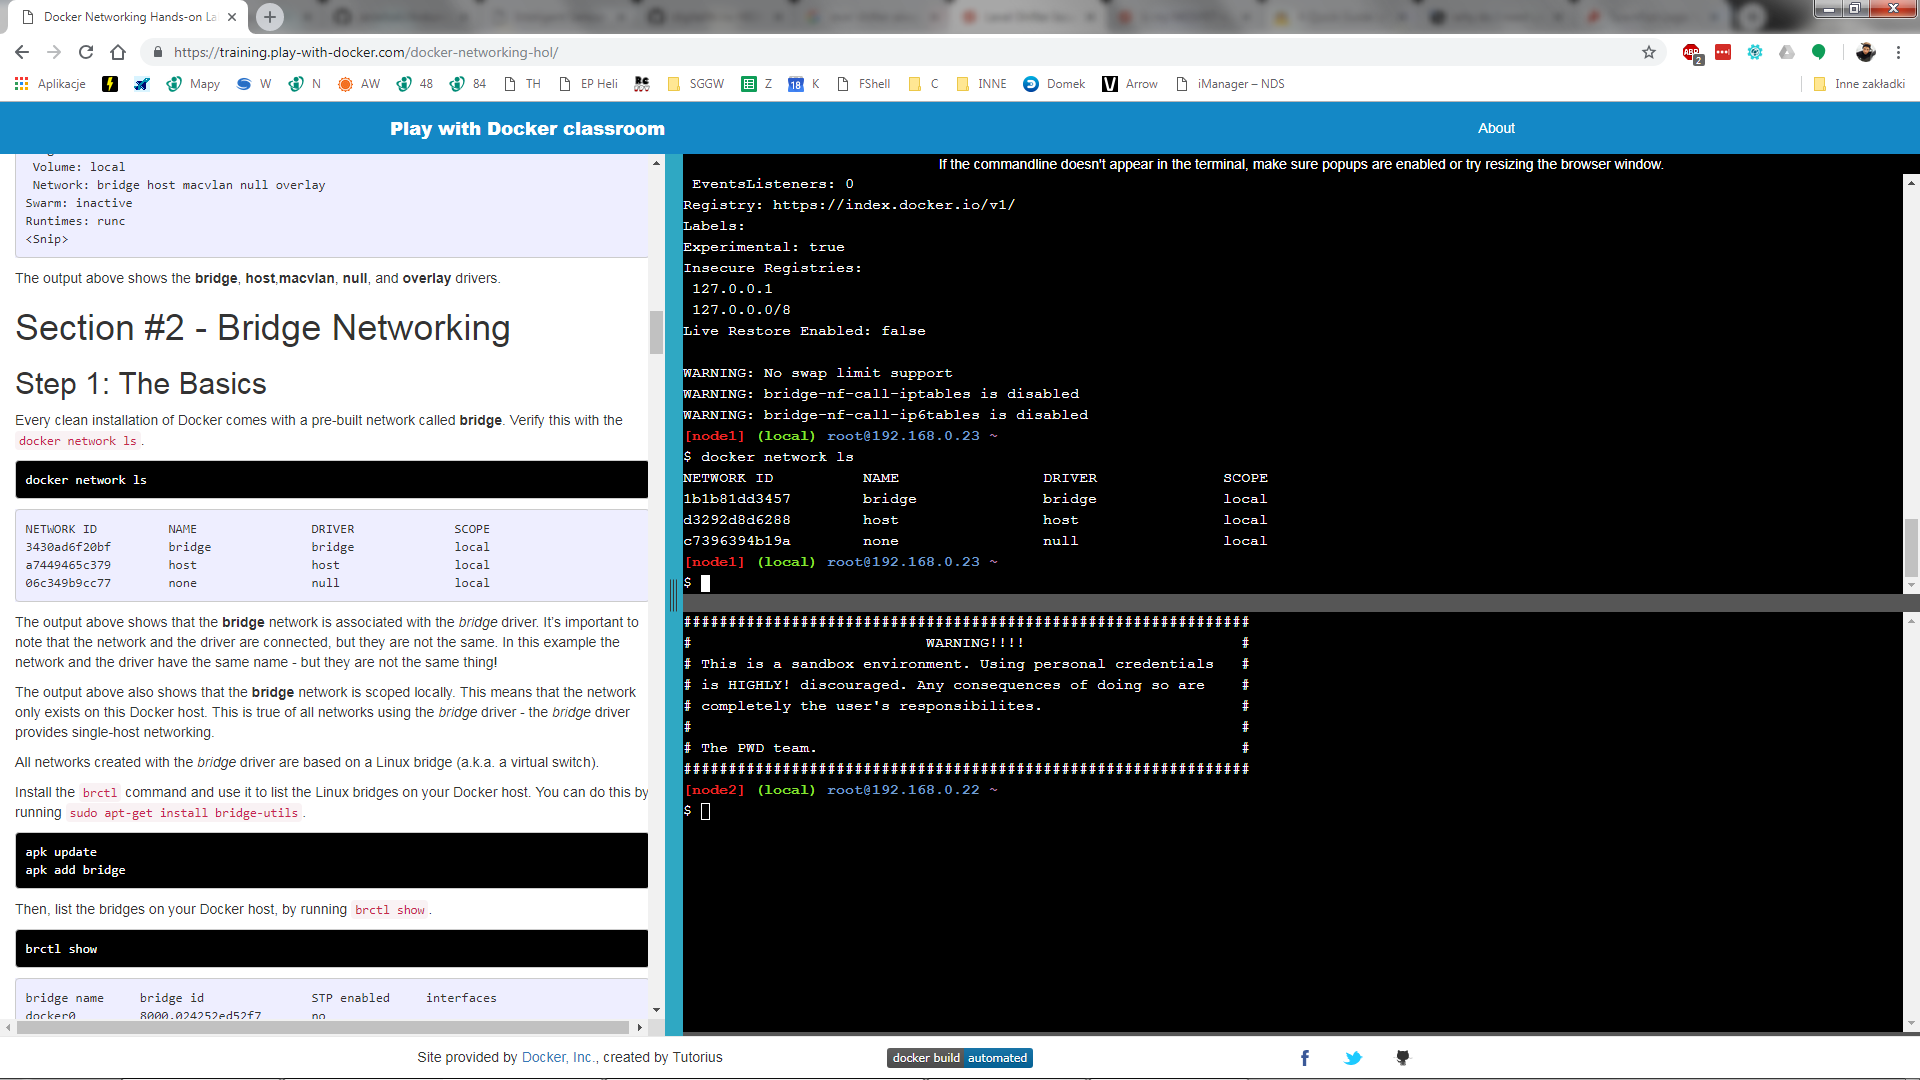 Docker Networking Hands-on La
https://training.play-with-docker.com/docker-networking-hol/
2
Aplikacje
Mapy
W
N
AW
48
84
TH
EP Heli
RC
SGGW
Z
18
K
FShell
C
INNE
Domek
Arrow
iManager – NDS
Inne zakładki
Play with Docker classroom
About
Volume: local
Network: bridge host macvlan null overlay
Swarm: inactive
Runtimes: runc
<Snip>
The output above shows the bridge, host,macvlan, null, and overlay drivers.
Section #2 - Bridge Networking
Step 1: The Basics
Every clean installation of Docker comes with a pre-built network called bridge. Verify this with the
docker network ls.
docker network ls
NETWORK ID NAME DRIVER SCOPE
3430ad6f20bf bridge bridge local
a7449465c379 host host local
06c349b9cc77 none null local
The output above shows that the bridge network is associated with the bridge driver. It's important to
note that the network and the driver are connected, but they are not the same. In this example the
network and the driver have the same name - but they are not the same thing!
The output above also shows that the bridge network is scoped locally. This means that the network
only exists on this Docker host. This is true of all networks using the bridge driver - the bridge driver
provides single-host networking.
All networks created with the bridge driver are based on a Linux bridge (a.k.a. a virtual switch).
Install the brctl command and use it to list the Linux bridges on your Docker host. You can do this by
running sudo apt-get install bridge-utils.
apk update
apk add bridge
Then, list the bridges on your Docker host, by running brctl show.
brctl show
bridge name bridge id STP enabled interfaces
docker0 8000.024252ed52f7 no
If the commandline doesn't appear in the terminal, make sure popups are enabled or try resizing the browser window.
EventsListeners: 0
Registry: https://index.docker.io/v1/
Labels:
Experimental: true
Insecure Registries:
127.0.0.1
127.0.0.0/8
Live Restore Enabled: false
WARNING: No swap limit support
WARNING: bridge-nf-call-iptables is disabled
WARNING: bridge-nf-call-ip6tables is disabled
[node1] (local) root@192.168.0.23 ~
$ docker network ls
NETWORK ID NAME DRIVER SCOPE
1b1b81dd3457 bridge bridge local
d3292d8d6288 host host local
c7396394b19a none null local
[node1] (local) root@192.168.0.23 ~
$
###############################################################
# WARNING!!!! #
# This is a sandbox environment. Using personal credentials #
# is HIGHLY! discouraged. Any consequences of doing so are #
# completely the user's responsibilites. #
# #
# The PWD team. #
###############################################################
[node2] (local) root@192.168.0.22 ~
$
Site provided by Docker, Inc., created by Tutorius
docker build automated